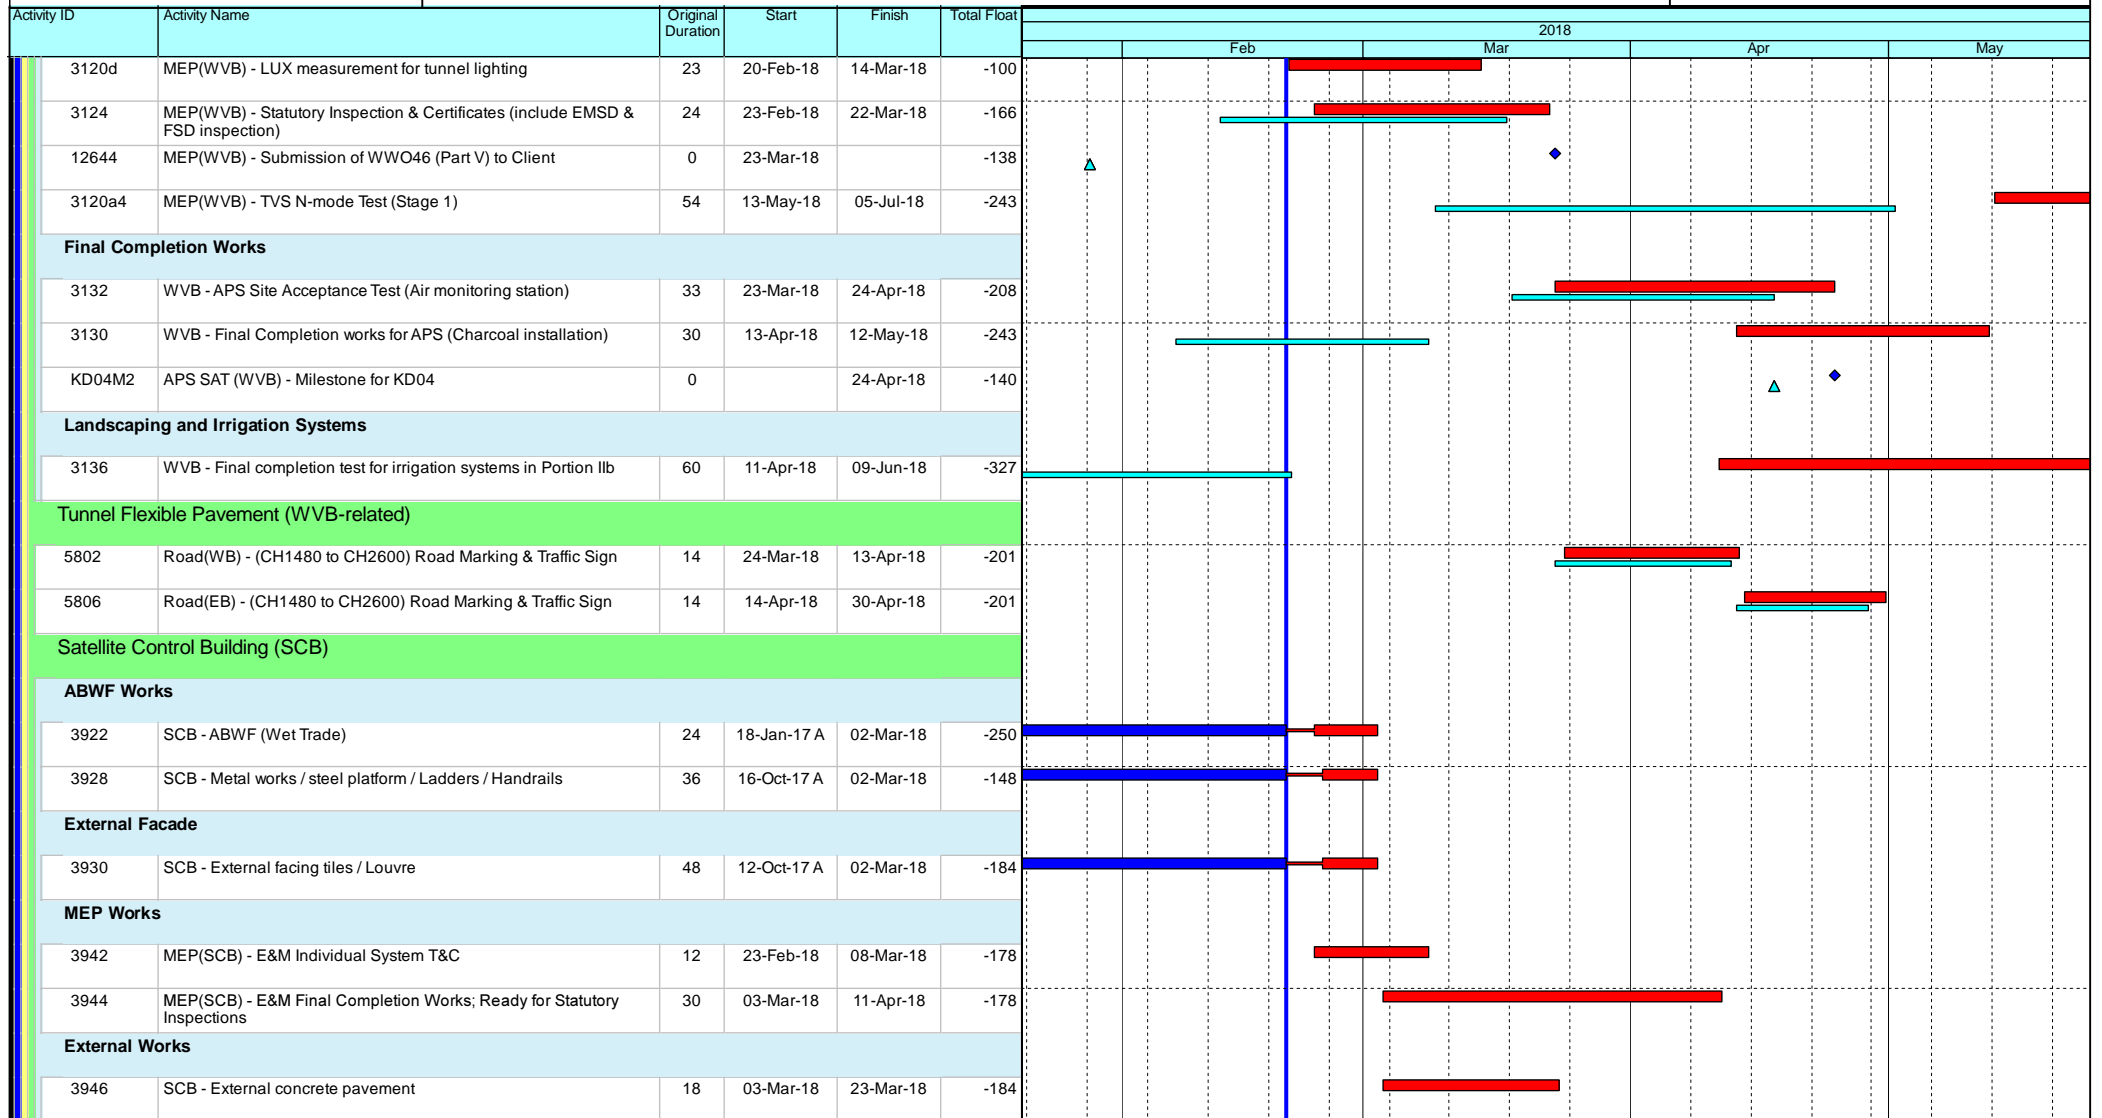 Activity ID Activity Name Original Start Finish Total Float
Duration
2018
Feb Mar Apr May
3120d MEP(WVB) - LUX measurement for tunnel lighting 23 20-Feb-18 14-Mar-18 -100
3124 MEP(WVB) - Statutory Inspection & Certificates (include EMSD & 24 23-Feb-18 22-Mar-18 -166
FSD inspection)
12644 MEP(WVB) - Submission of WWO46 (Part V) to Client 0 23-Mar-18 -138
3120a4 MEP(WVB) - TVS N-mode Test (Stage 1) 54 13-May-18 05-Jul-18 -243
Final Completion Works
3132 WVB - APS Site Acceptance Test (Air monitoring station) 33 23-Mar-18 24-Apr-18 -208
3130 WVB - Final Completion works for APS (Charcoal installation) 30 13-Apr-18 12-May-18 -243
KD04M2 APS SAT (WVB) - Milestone for KD04 0 24-Apr-18 -140
Landscaping and Irrigation Systems
3136 WVB - Final completion test for irrigation systems in Portion IIb 60 11-Apr-18 09-Jun-18 -327
Tunnel Flexible Pavement (WVB-related)
5802 Road(WB) - (CH1480 to CH2600) Road Marking & Traffic Sign 14 24-Mar-18 13-Apr-18 -201
5806 Road(EB) - (CH1480 to CH2600) Road Marking & Traffic Sign 14 14-Apr-18 30-Apr-18 -201
Satellite Control Building (SCB)
ABWF Works
3922 SCB - ABWF (Wet Trade) 24 18-Jan-17 A 02-Mar-18 -250
3928 SCB - Metal works / steel platform / Ladders / Handrails 36 16-Oct-17 A 02-Mar-18 -148
External Facade
3930 SCB - External facing tiles / Louvre 48 12-Oct-17 A 02-Mar-18 -184
MEP Works
3942 MEP(SCB) - E&M Individual System T&C 12 23-Feb-18 08-Mar-18 -178
3944 MEP(SCB) - E&M Final Completion Works; Ready for Statutory 30 03-Mar-18 11-Apr-18 -178
Inspections
External Works
3946 SCB - External concrete pavement 18 03-Mar-18 23-Mar-18 -184